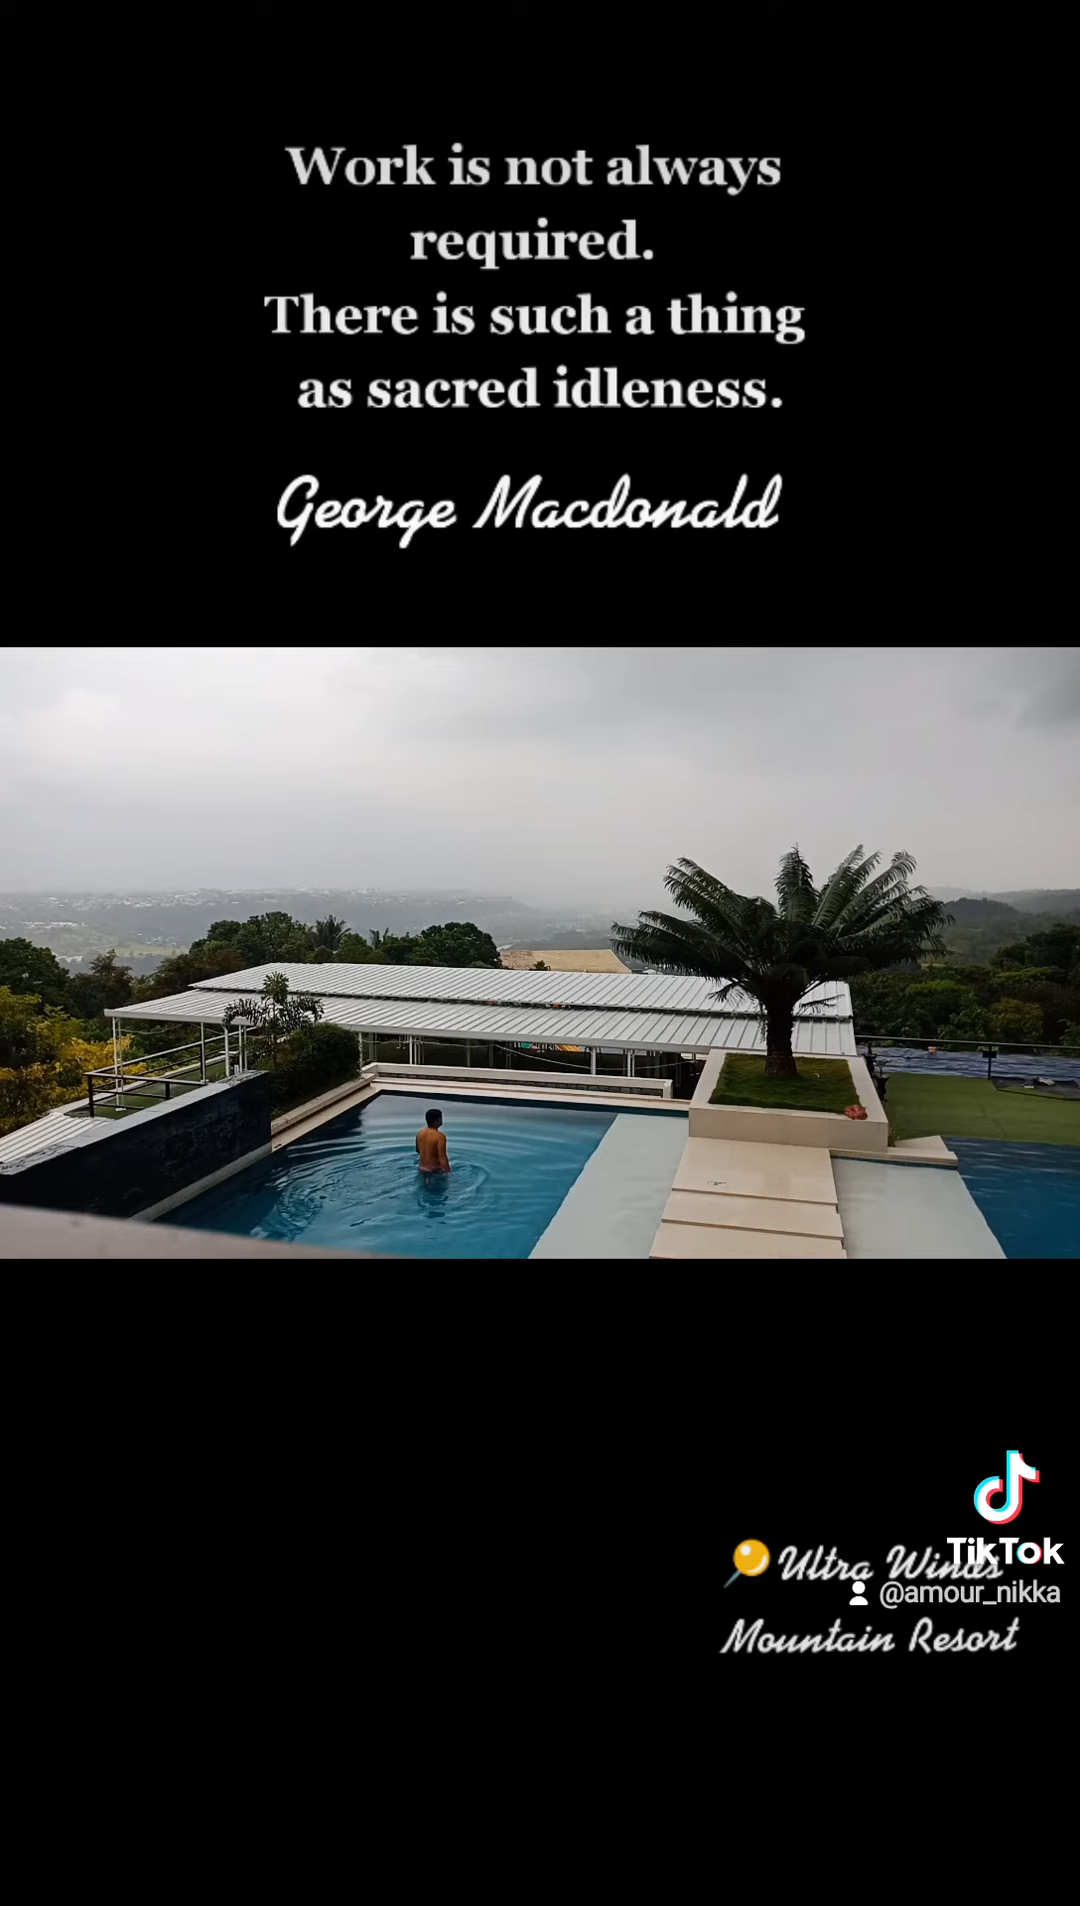 Work is not always
required.
There is such a thing
as sacred idleness.
George Macdonald
Ultra Winds
TikTok
@amour_nikka
Mountain Resort